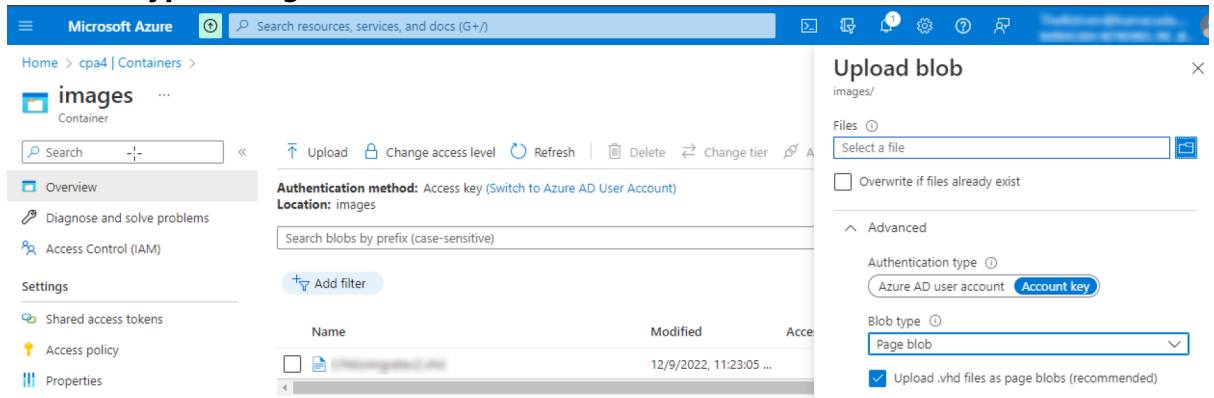 Microsoft Azure
Search resources, services, and docs (G+/)
1
Home > cpa4 | Containers >
images ...
Container
Search
«
Overview
Diagnose and solve problems
Access Control (IAM)
Settings
Shared access tokens
Access policy
Properties
Upload Change access level Refresh Delete Change tier A
Authentication method: Access key (Switch to Azure AD User Account)
Location: images
Search blobs by prefix (case-sensitive)
Add filter
Name Modified Acce
12/9/2022, 11:23:05 ...
Upload blob
images/
Files
Select a file
Overwrite if files already exist
Advanced
Authentication type
Azure AD user account Account key
Blob type
Page blob
Upload .vhd files as page blobs (recommended)